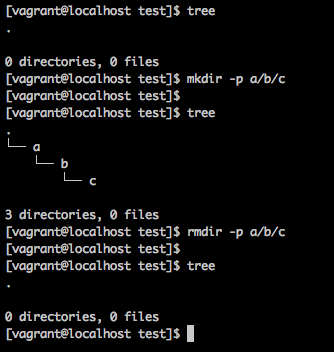 [vagrant@localhost test]$ tree
.

0 directories, 0 files
[vagrant@localhost test]$ mkdir -p a/b/c
[vagrant@localhost test]$
[vagrant@localhost test]$ tree
.
└── a
    └── b
        └── c

3 directories, 0 files
[vagrant@localhost test]$ rmdir -p a/b/c
[vagrant@localhost test]$
[vagrant@localhost test]$ tree
.

0 directories, 0 files
[vagrant@localhost test]$